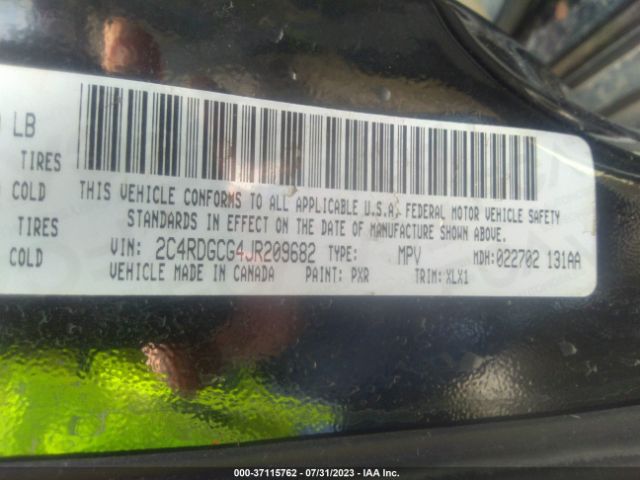 LB
TIRES
COLD
TIRES
COLD
THIS VEHICLE CONFORMS TO ALL APPLICABLE U.S.A. FEDERAL MOTOR VEHICLE SAFETY
STANDARDS IN EFFECT ON THE DATE OF MANUFACTURE SHOWN ABOVE.
VIN: 2C4RDGCG4JR209682 TYPE: MPV MDH:022702 131AA
VEHICLE MADE IN CANADA PAINT: PXR TRIM: XLX1
000-37115762 / 07/31/2023 - IAA Inc.